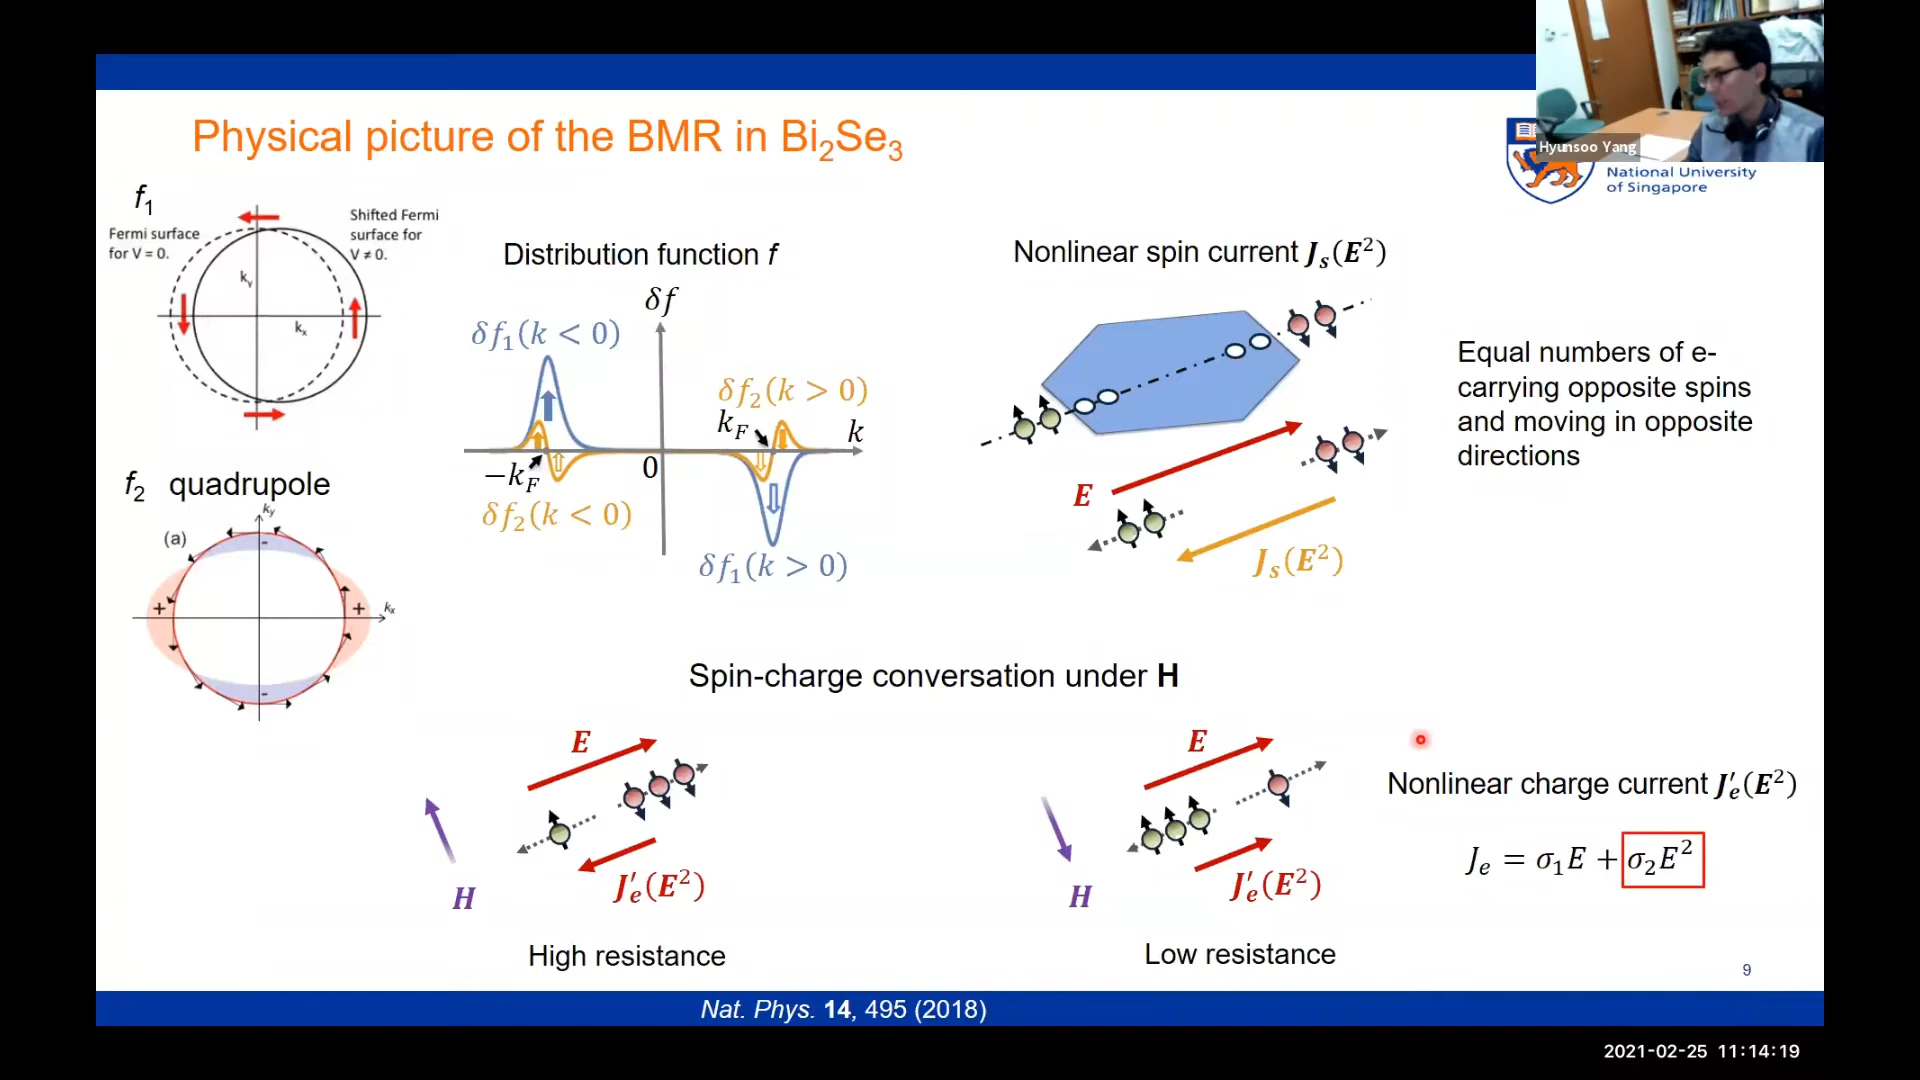 Hyunsoo Yang
National University
of Singapore
Physical picture of the BMR in Bi₂Se₃
f₁
Fermi surface
for V = 0.
Shifted Fermi
surface for
V ≠ 0.
k_y
k_x
f₂ quadrupole
(a)
k_y
k_x
+
+
-
-
Distribution function f
δf
δf₁(k < 0)
δf₂(k > 0)
k_F
k
−k_F
0
δf₂(k < 0)
δf₁(k > 0)
Nonlinear spin current J_s(E²)
E
J_s(E²)
Equal numbers of e-
carrying opposite spins
and moving in opposite
directions
Spin-charge conversation under H
E
H
J′_e(E²)
High resistance
E
H
J′_e(E²)
Low resistance
Nonlinear charge current J′_e(E²)
J_e = σ₁E + σ₂E²
9
Nat. Phys. 14, 495 (2018)
2021-02-25 11:14:19